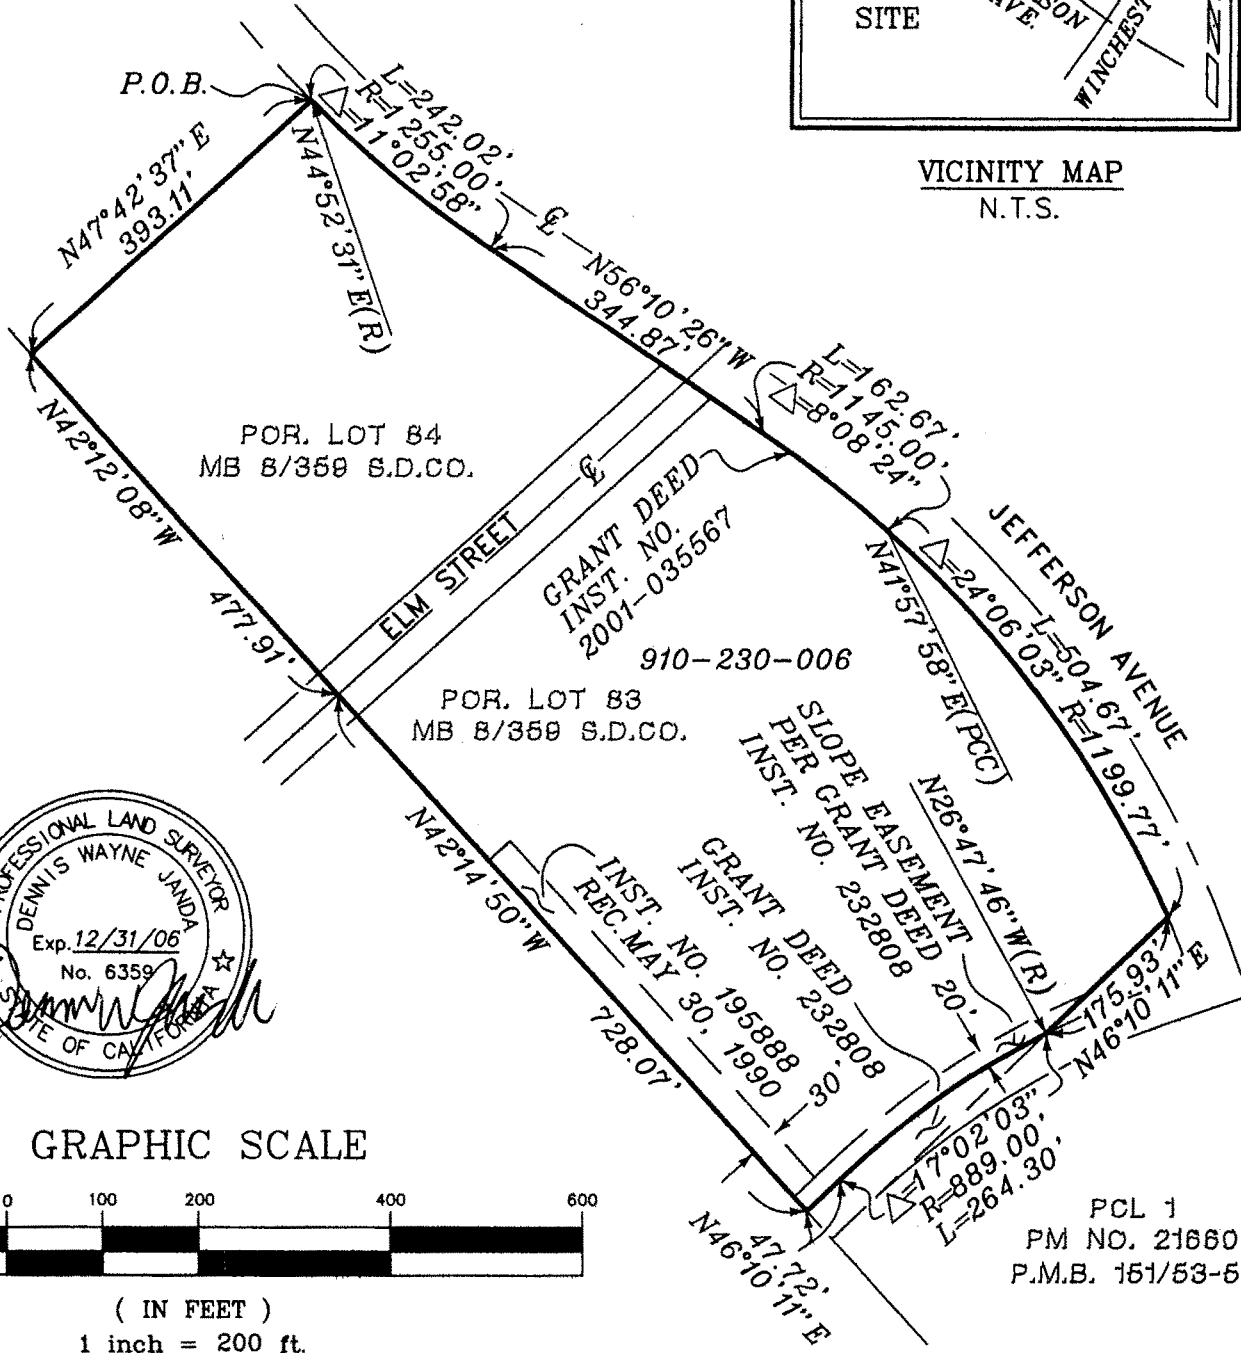 SITE
SON
AVE.
WINCHEST
VICINITY MAP
N.T.S.
P.O.B.
L=242.02'
R=1255.00'
△=11°02'58"
N47°42'37" E
393.11'
N44°52'31" E(R)
℄
N56°10'26" W
344.87'
L=162.67'
R=1145.00'
△=8°08'24"
N42°12'08" W
477.91'
POR. LOT 84
MB 8/359 S.D.CO.
ELM STREET
℄
GRANT DEED
INST. NO.
2001-035567
N41°57'58" E(PCC)
JEFFERSON AVENUE
△=24°06'03"
L=504.67'
R=1199.77'
910-230-006
POR. LOT 83
MB 8/359 S.D.CO.
SLOPE EASEMENT
PER GRANT DEED
INST. NO. 232808
20'
N26°47'46" W(R)
GRANT DEED
INST. NO. 232808
INST. NO. 195888
REC. MAY 30, 1990
30'
N42°14'50" W
728.07'
175.93'
N46°10'11" E
△=17°02'03"
R=889.00'
L=264.30'
47.72'
N46°10'11" E
PCL 1
PM NO. 21660
P.M.B. 151/53-5
PROFESSIONAL LAND SURVEYOR
DENNIS WAYNE JANDA
Exp. 12/31/06
No. 6359
STATE OF CALIFORNIA
GRAPHIC SCALE
0 100 200 400 600
( IN FEET )
1 inch = 200 ft.